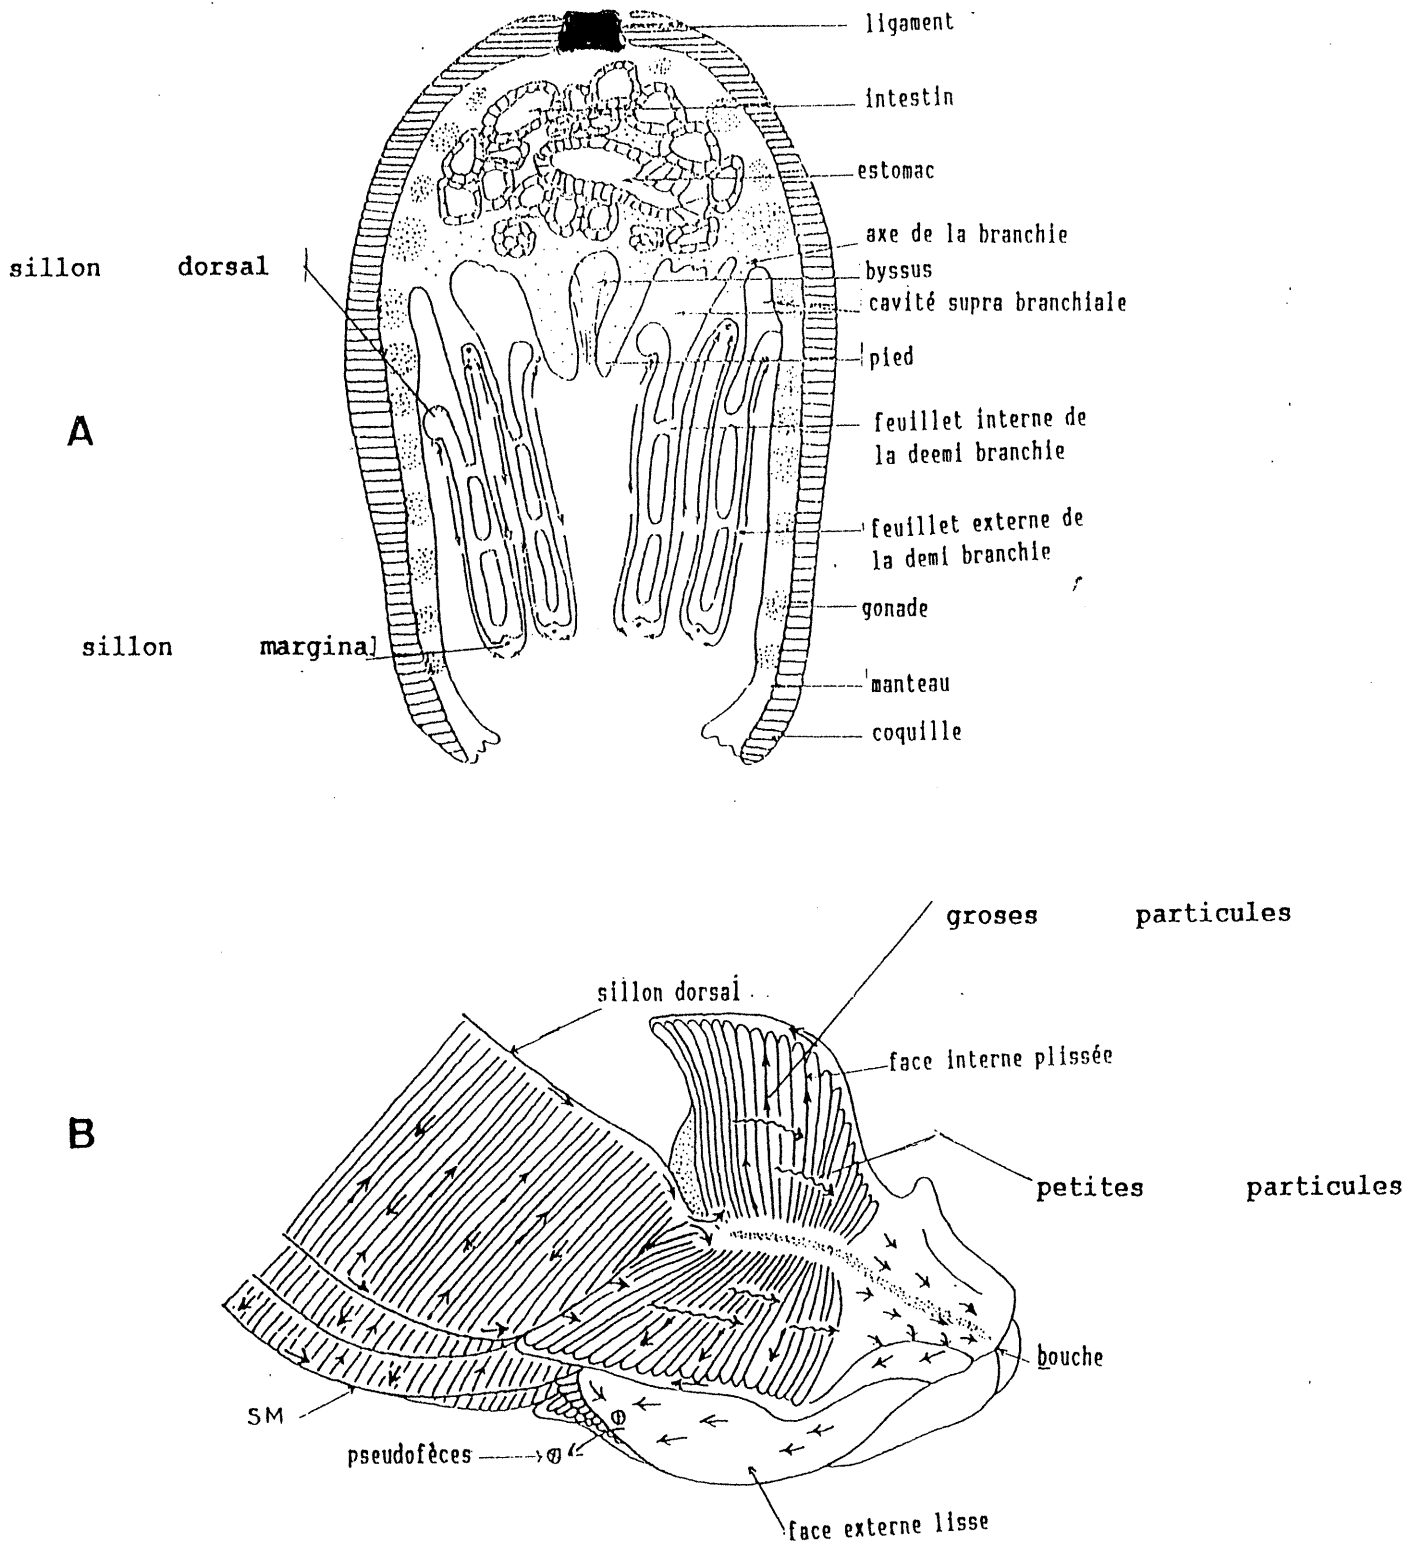 ligament
intestin
estomac
axe de la branchie
sillon dorsal
byssus
cavité supra branchiale
pied
A
feuillet interne de
la deemi branchie
feuillet externe de
la demi branchie
gonade
sillon marginal
manteau
coquille
groses particules
sillon dorsal
face interne plissée
B
petites particules
bouche
SM
pseudofèces
face externe lisse